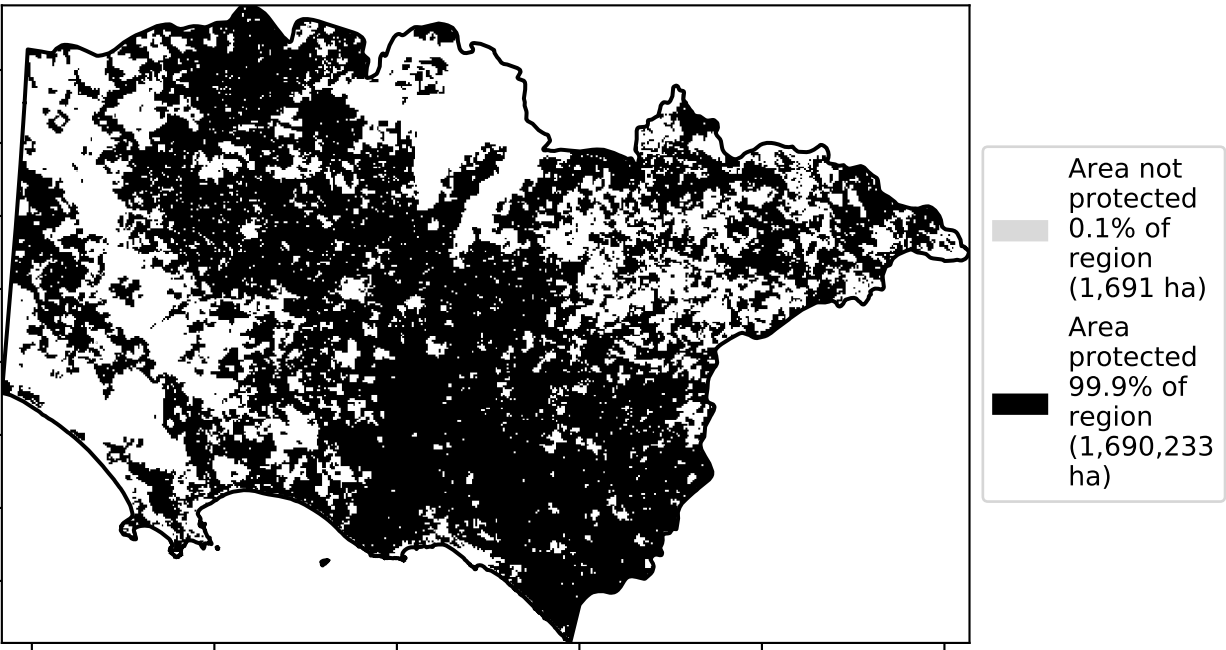 Area not
protected
0.1% of
region
(1,691 ha)
Area
protected
99.9% of
region
(1,690,233
ha)